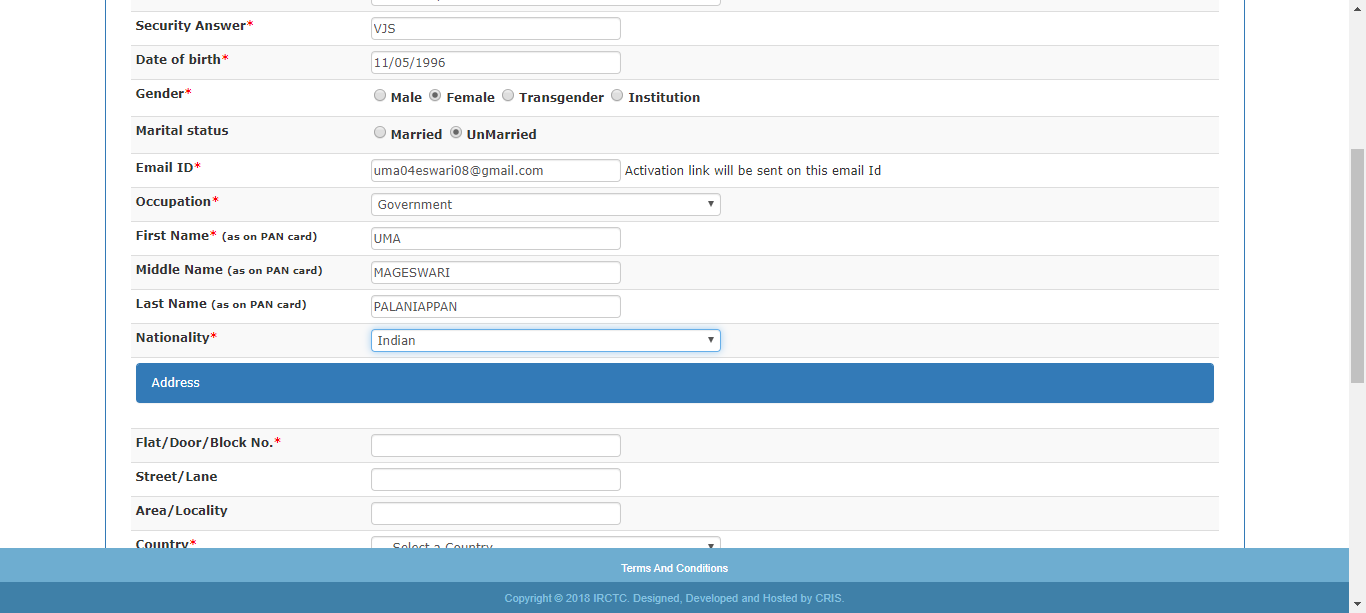 Security Answer* VJS
Date of birth* 11/05/1996
Gender* Male Female Transgender Institution
Marital status Married UnMarried
Email ID* uma04eswari08@gmail.com Activation link will be sent on this email Id
Occupation* Government
First Name* (as on PAN card) UMA
Middle Name (as on PAN card) MAGESWARI
Last Name (as on PAN card) PALANIAPPAN
Nationality* Indian
Address
Flat/Door/Block No.*
Street/Lane
Area/Locality
Country* Select a Country
Terms And Conditions
Copyright © 2018 IRCTC. Designed, Developed and Hosted by CRIS.